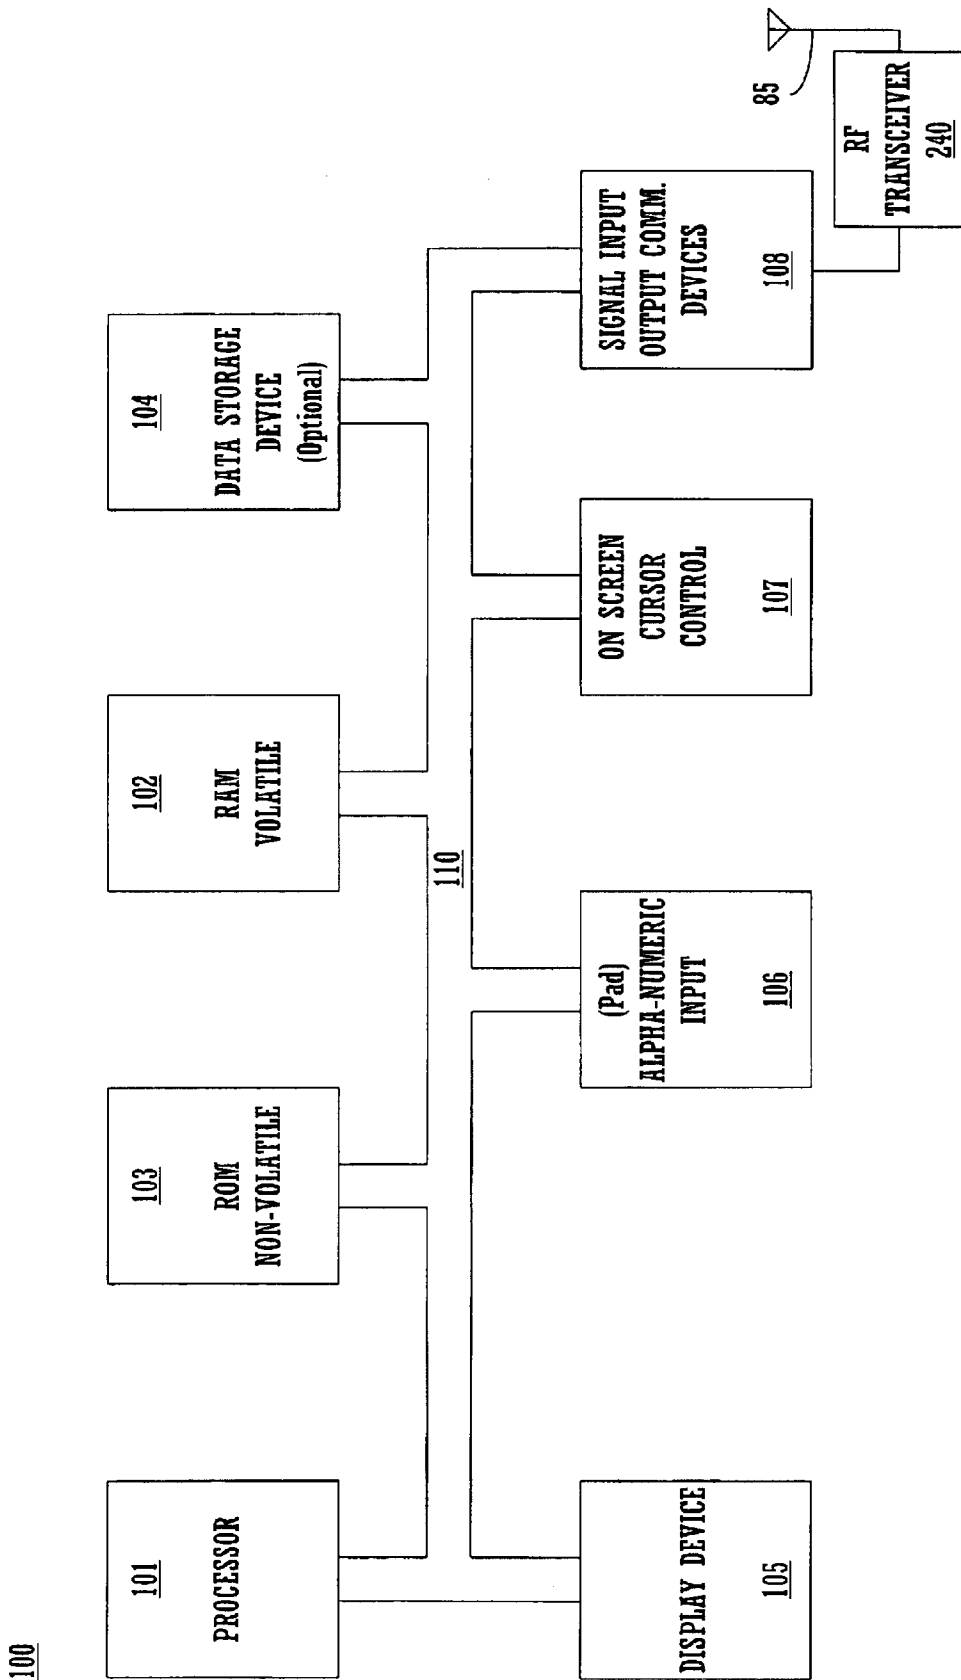 100
101
PROCESSOR
103
ROM
NON-VOLATILE
102
RAM
VOLATILE
104
DATA STORAGE
DEVICE
(Optional)
110
DISPLAY DEVICE
105
(Pad)
ALPHA-NUMERIC
INPUT
106
ON SCREEN
CURSOR
CONTROL
107
SIGNAL INPUT
OUTPUT COMM.
DEVICES
108
85
RF
TRANSCEIVER
240